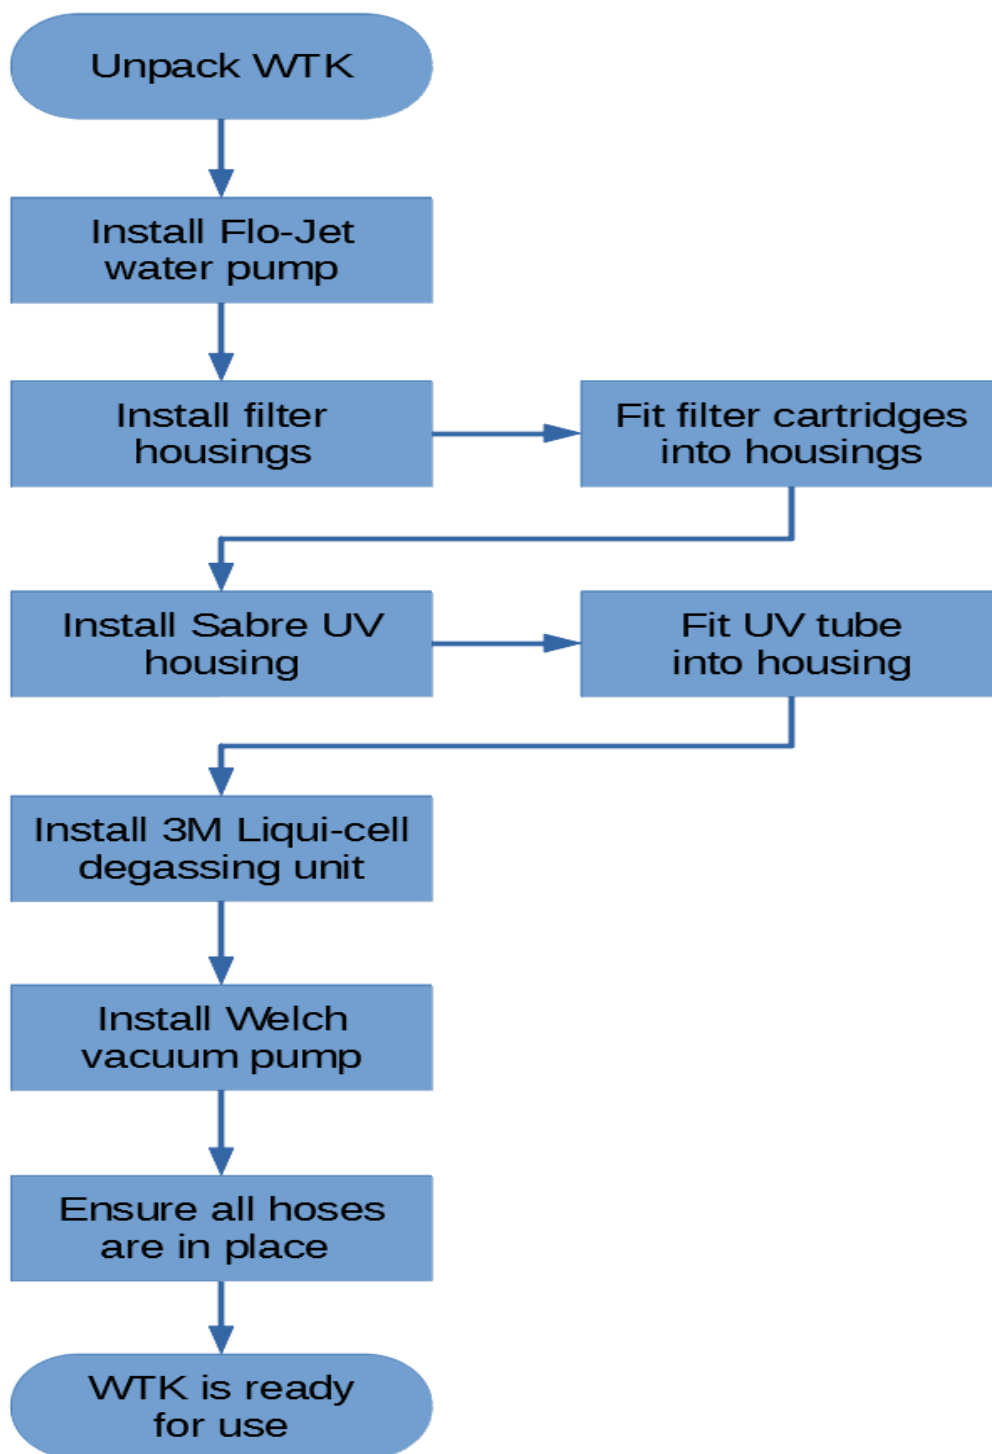 Unpack WTK
Install Flo-Jet
water pump
Install filter
housings
Fit filter cartridges
into housings
Install Sabre UV
housing
Fit UV tube
into housing
Install 3M Liqui-cell
degassing unit
Install Welch
vacuum pump
Ensure all hoses
are in place
WTK is ready
for use